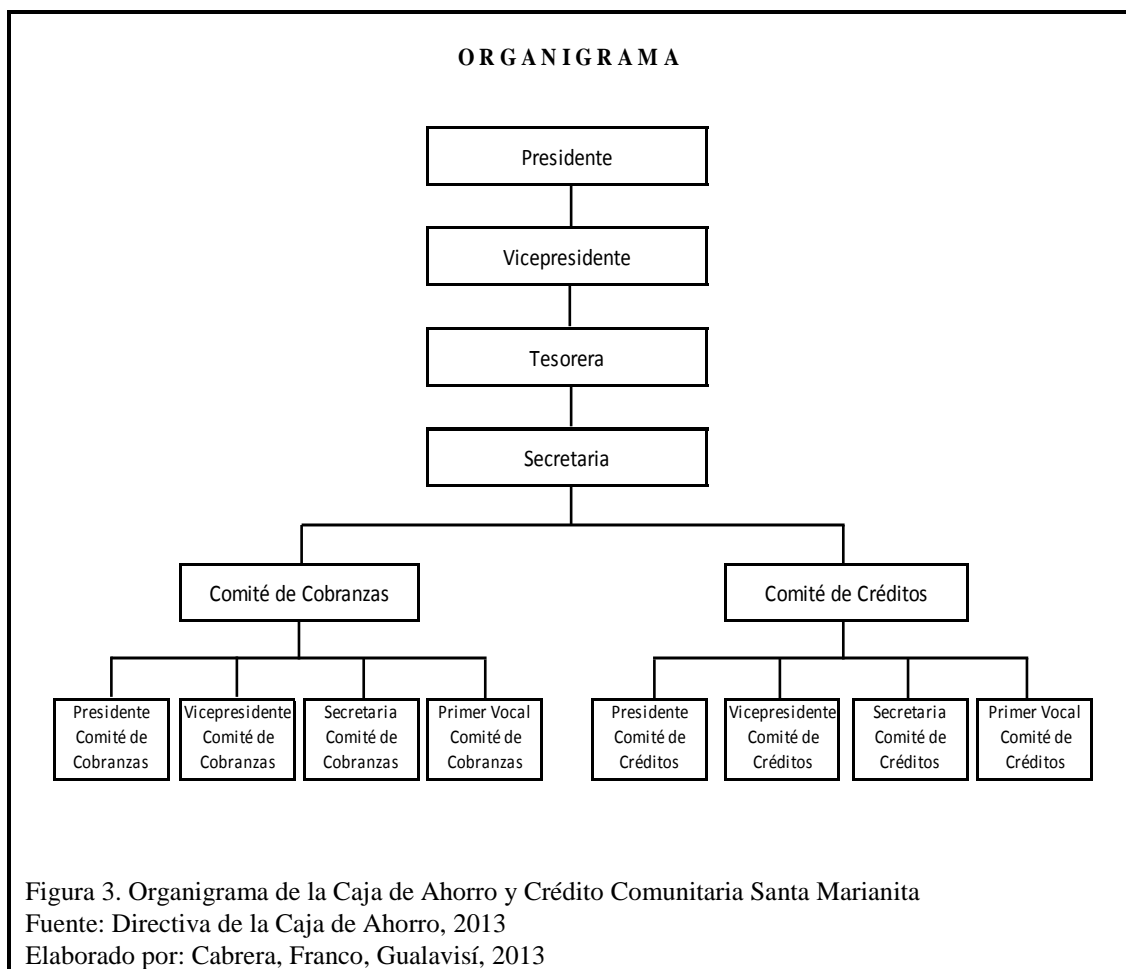 ORGANIGRAMA
Presidente
Vicepresidente
Tesorera
Secretaria
Comité de Cobranzas
Comité de Créditos
Presidente
Comité de
Cobranzas
Vicepresidente
Comité de
Cobranzas
Secretaria
Comité de
Cobranzas
Primer Vocal
Comité de
Cobranzas
Presidente
Comité de
Créditos
Vicepresidente
Comité de
Créditos
Secretaria
Comité de
Créditos
Primer Vocal
Comité de
Créditos
Figura 3. Organigrama de la Caja de Ahorro y Crédito Comunitaria Santa Marianita
Fuente: Directiva de la Caja de Ahorro, 2013
Elaborado por: Cabrera, Franco, Gualavisí, 2013